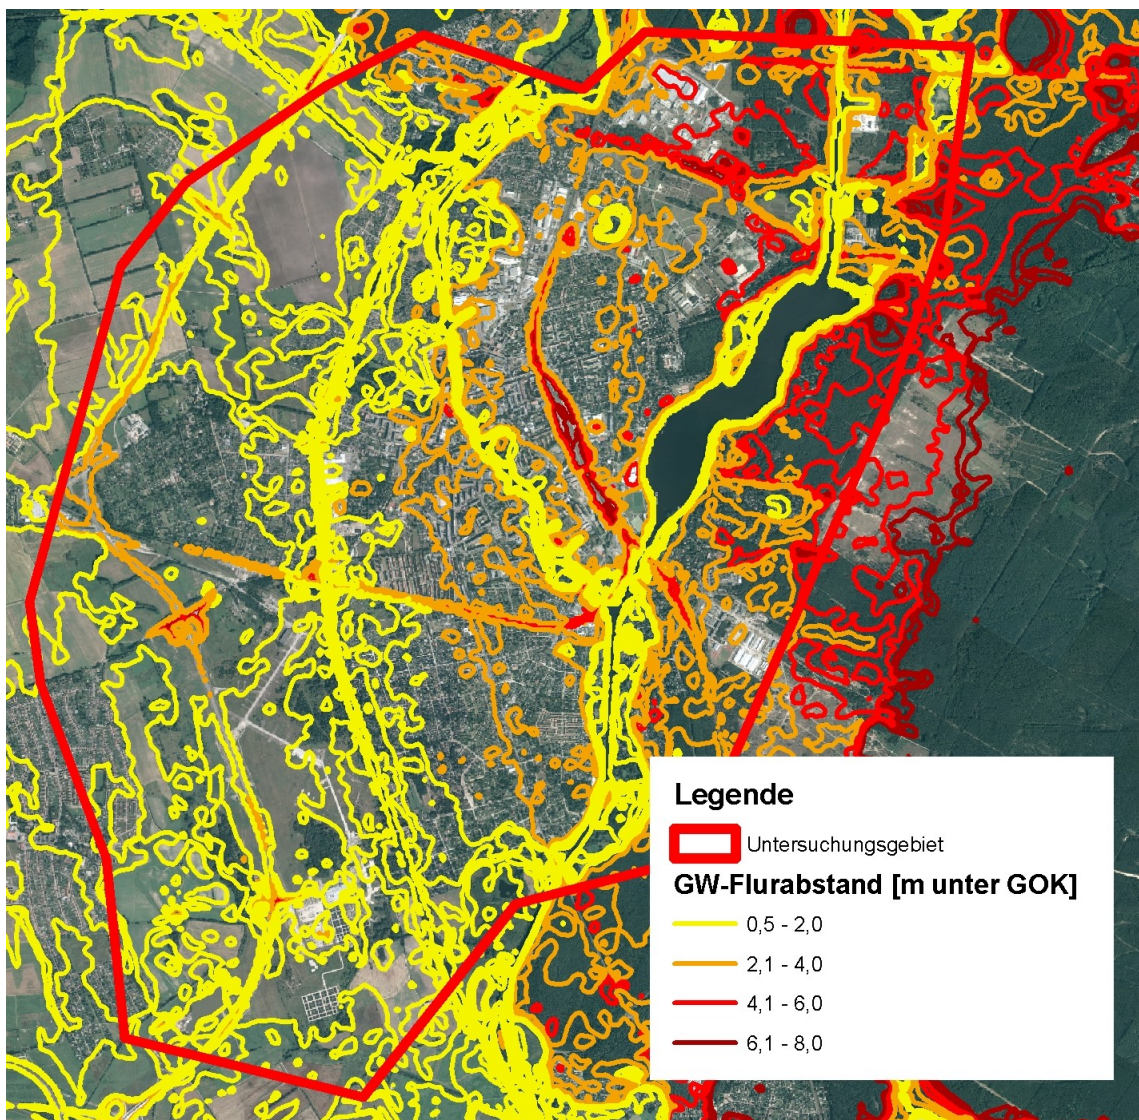 Legende
Untersuchungsgebiet
GW-Flurabstand [m unter GOK]
0,5 - 2,0
2,1 - 4,0
4,1 - 6,0
6,1 - 8,0